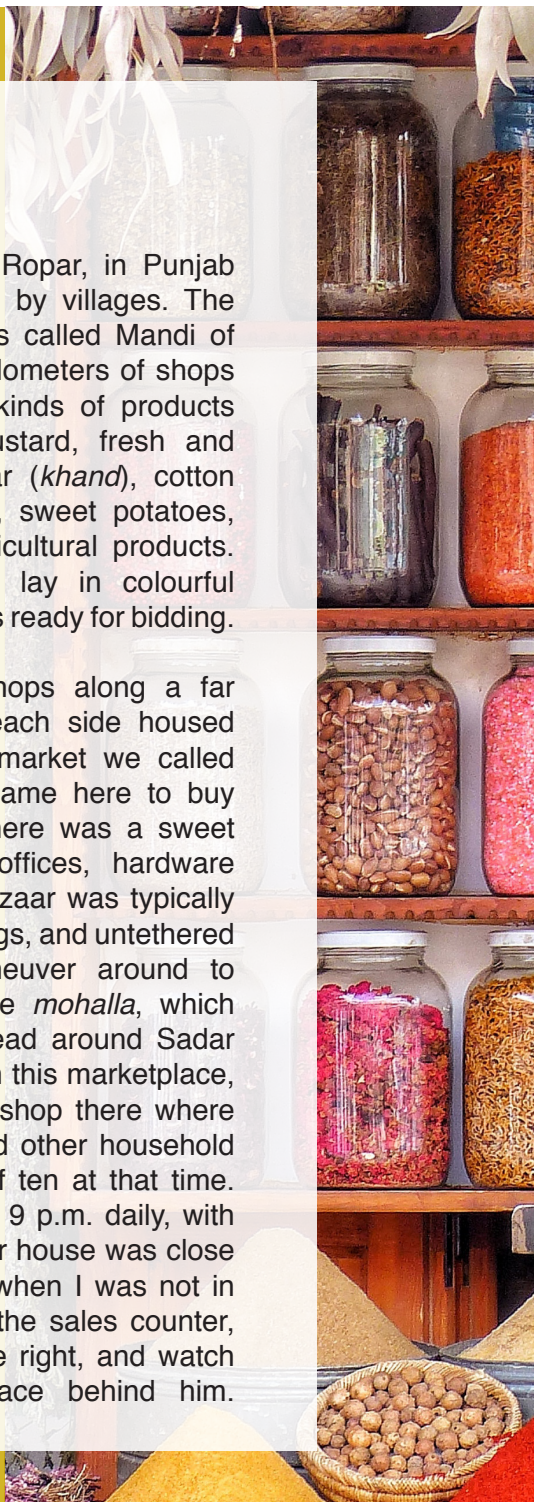 Ropar, in Punjab
by villages. The
s called Mandi of
lometers of shops
kinds of products
ustard, fresh and
ar (khand), cotton
, sweet potatoes,
icultural products.
lay in colourful
s ready for bidding.
hops along a far
each side housed
market we called
ame here to buy
here was a sweet
offices, hardware
zaar was typically
gs, and untethered
neuver around to
e mohalla, which
ead around Sadar
n this marketplace,
shop there where
d other household
f ten at that time.
9 p.m. daily, with
r house was close
when I was not in
the sales counter,
e right, and watch
ace behind him.